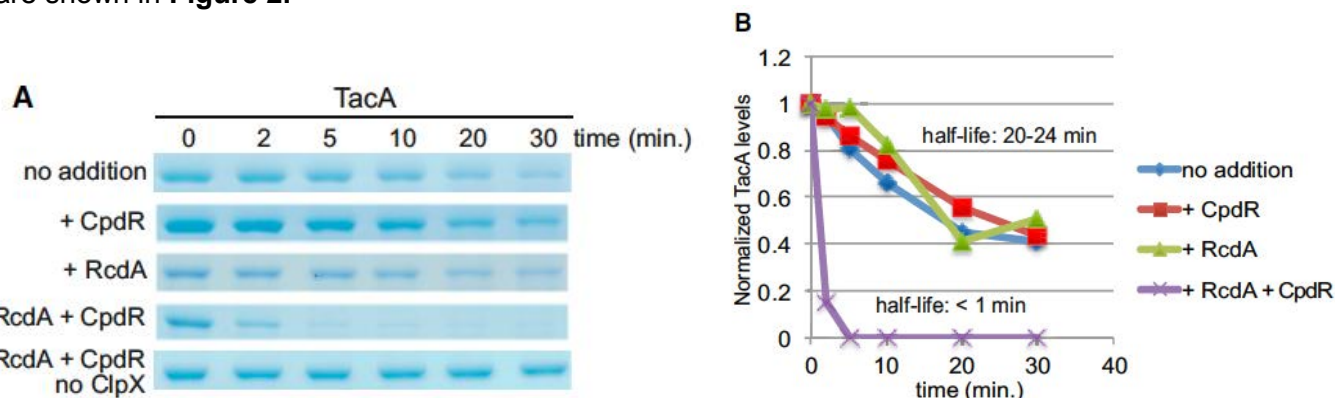 are shown in Figure 2.
A
TacA
0 2 5 10 20 30 time (min.)
no addition
+ CpdR
+ RcdA
RcdA + CpdR
RcdA + CpdR
no ClpX
B
Normalized TacA levels
1.2
1
0.8
0.6
0.4
0.2
0
0 10 20 30 40
time (min.)
half-life: 20-24 min
half-life: < 1 min
no addition
+ CpdR
+ RcdA
+ RcdA + CpdR